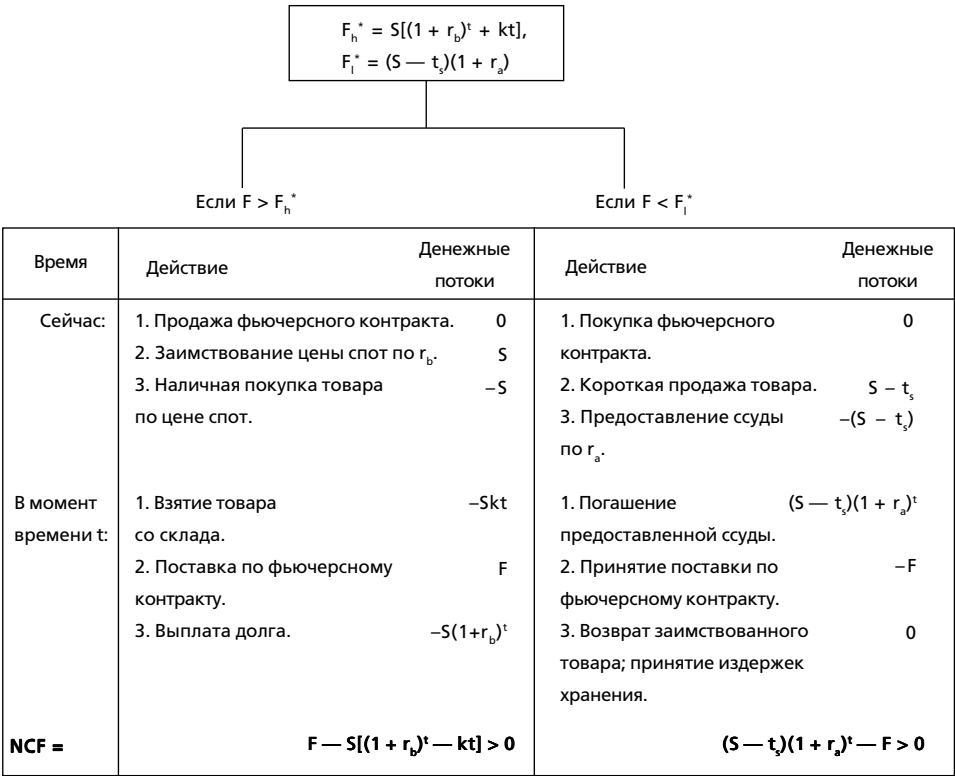 F_h^* = S[(1 + r_b)^t + kt],
F_l^* = (S — t_s)(1 + r_a)
Если F > F_h^*
Если F < F_l^*
Время
Действие
Денежные
потоки
Действие
Денежные
потоки
Сейчас:
1. Продажа фьючерсного контракта. 0
2. Заимствование цены спот по r_b. S
3. Наличная покупка товара –S
по цене спот.
1. Покупка фьючерсного 0
контракта.
2. Короткая продажа товара. S – t_s
3. Предоставление ссуды –(S – t_s)
по r_a.
В момент
времени t:
1. Взятие товара –Skt
со склада.
2. Поставка по фьючерсному F
контракту.
3. Выплата долга. –S(1+r_b)^t
1. Погашение (S — t_s)(1 + r_a)^t
предоставленной ссуды.
2. Принятие поставки по –F
фьючерсному контракту.
3. Возврат заимствованного 0
товара; принятие издержек
хранения.
NCF =
F — S[(1 + r_b)^t — kt] > 0
(S — t_s)(1 + r_a)^t — F > 0